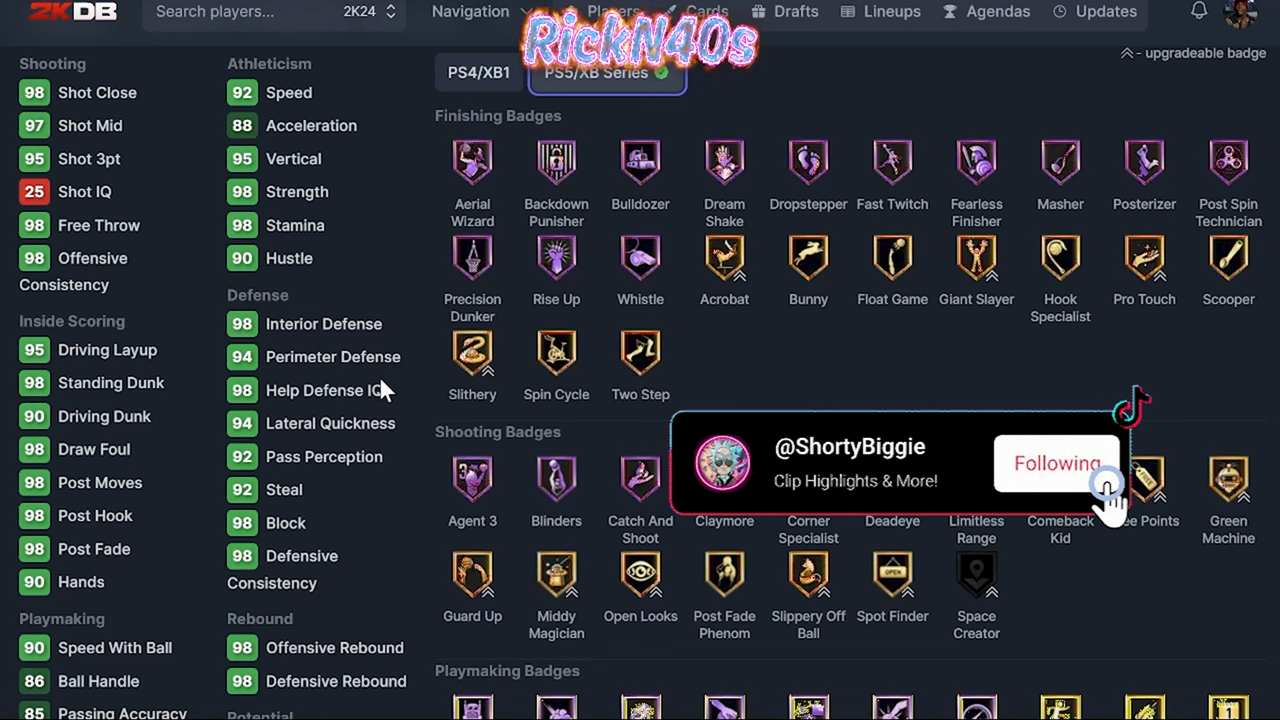 2KDB
Search players...
2K24
Navigation
Players
Cards
Drafts
Lineups
Agendas
Updates
RickN40s
- upgradeable badge
Shooting
98 Shot Close
97 Shot Mid
95 Shot 3pt
25 Shot IQ
98 Free Throw
98 Offensive
Consistency
Inside Scoring
95 Driving Layup
98 Standing Dunk
90 Driving Dunk
98 Draw Foul
98 Post Moves
98 Post Hook
98 Post Fade
90 Hands
Playmaking
90 Speed With Ball
86 Ball Handle
85 Passing Accuracy
Athleticism
92 Speed
88 Acceleration
95 Vertical
98 Strength
98 Stamina
90 Hustle
Defense
98 Interior Defense
94 Perimeter Defense
98 Help Defense IQ
94 Lateral Quickness
92 Pass Perception
92 Steal
98 Block
98 Defensive
Consistency
Rebound
98 Offensive Rebound
98 Defensive Rebound
Potential
PS4/XB1
PS5/XB Series
Finishing Badges
Aerial
Wizard
Backdown
Punisher
Bulldozer
Dream
Shake
Dropstepper
Fast Twitch
Fearless
Finisher
Masher
Posterizer
Post Spin
Technician
Precision
Dunker
Rise Up
Whistle
Acrobat
Bunny
Float Game
Giant Slayer
Hook
Specialist
Pro Touch
Scooper
Slithery
Spin Cycle
Two Step
Shooting Badges
@ShortyBiggie
Clip Highlights & More!
Following
Agent 3
Blinders
Catch And
Shoot
Claymore
Corner
Specialist
Deadeye
Limitless
Range
Comeback
Kid
Points
Green
Machine
Guard Up
Middy
Magician
OPEN
Open Looks
Post Fade
Phenom
Slippery Off
Ball
Spot Finder
Space
Creator
Playmaking Badges